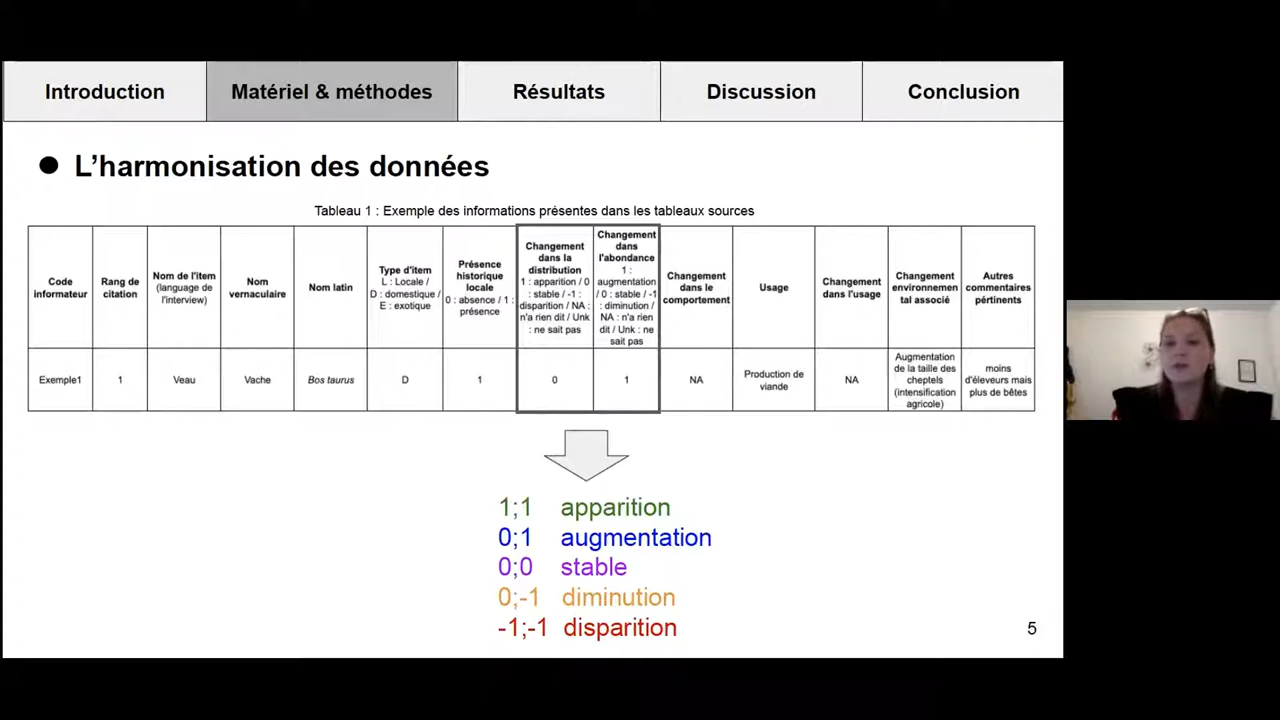 Introduction
Matériel & méthodes
Résultats
Discussion
Conclusion
● L’harmonisation des données
Tableau 1 : Exemple des informations présentes dans les tableaux sources
Code
informateur
Rang de
citation
Nom de l'item
(language de
l'interview)
Nom
vernaculaire
Nom latin
Type d'item
L : Locale /
D : domestique /
E : exotique
Présence
historique
locale
0 : absence / 1 :
présence
Changement
dans la
distribution
1 : apparition / 0
: stable / -1 :
disparition / NA :
n'a rien dit / Unk
: ne sait pas
Changement
dans
l'abondance
1 :
augmentation
/ 0 : stable / -1
: diminution /
NA : n'a rien
dit / Unk : ne
sait pas
Changement
dans le
comportement
Usage
Changement
dans l'usage
Changement
environnemen
tal associé
Autres
commentaires
pértinents
Exemple1
1
Veau
Vache
Bos taurus
D
1
0
1
NA
Production de
viande
NA
Augmentation
de la taille des
cheptels
(intensification
agricole)
moins
d'éleveurs mais
plus de bêtes
1;1 apparition
0;1 augmentation
0;0 stable
0;-1 diminution
-1;-1 disparition
5